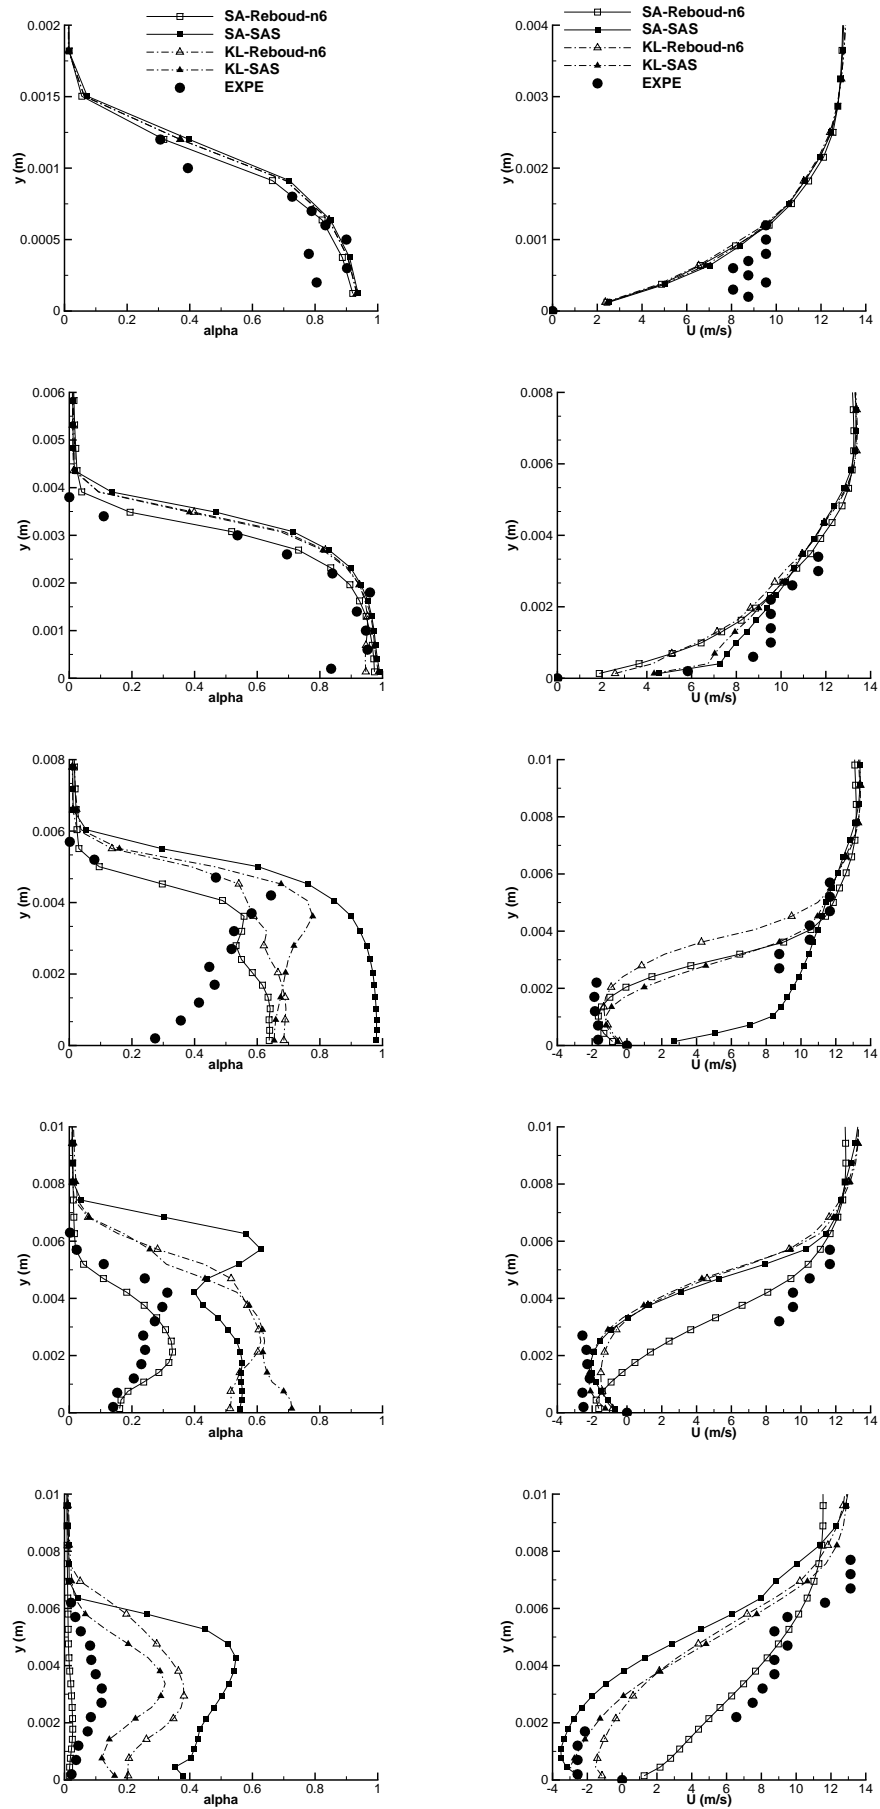 SA-Reboud-n6
SA-SAS
KL-Reboud-n6
KL-SAS
EXPE
y (m)
0.002
0.0015
0.001
0.0005
0
0 0.2 0.4 0.6 0.8 1
alpha
SA-Reboud-n6
SA-SAS
KL-Reboud-n6
KL-SAS
EXPE
y (m)
0.004
0.003
0.002
0.001
0
0 2 4 6 8 10 12 14
U (m/s)
y (m)
0.006
0.005
0.004
0.003
0.002
0.001
0
0 0.2 0.4 0.6 0.8 1
alpha
y (m)
0.008
0.006
0.004
0.002
0
0 2 4 6 8 10 12 14
U (m/s)
y (m)
0.008
0.006
0.004
0.002
0
0 0.2 0.4 0.6 0.8 1
alpha
y (m)
0.01
0.008
0.006
0.004
0.002
0
-4 -2 0 2 4 6 8 10 12 14
U (m/s)
y (m)
0.01
0.008
0.006
0.004
0.002
0
0 0.2 0.4 0.6 0.8 1
alpha
y (m)
0.01
0.008
0.006
0.004
0.002
0
-4 -2 0 2 4 6 8 10 12 14
U (m/s)
y (m)
0.01
0.008
0.006
0.004
0.002
0
0 0.2 0.4 0.6 0.8 1
alpha
y (m)
0.01
0.008
0.006
0.004
0.002
0
-4 -2 0 2 4 6 8 10 12 14
U (m/s)